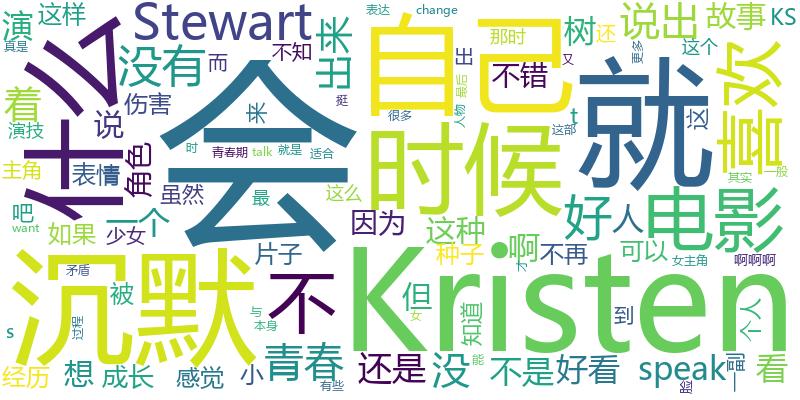 演 这样 Stewart 什么 会 自己 就 说出 故事 KS
表达 change 那时 树 还 这个 更多
真是 没有 而 不知 出来 不错 出 喜欢
着 伤害 说 来 时候 t 这
演技 角色 时 青春期 talk 就是 适合 很多 人物 最后 挺 又 这部 其实 一股
主角 表情 虽然 最 这么
吧 如果 一个 少女 因为 这种 啊 好 人 电影
want 沉默 片子 不 Kristen 种子 不再 可以 女主角 啊啊啊
矛盾 被 但 知道 才 到 与 本身
s 过程 女 个人
经历 想 成长 感觉 小 青春 有些 还是 没 能 不是 好看 speak 一副 看